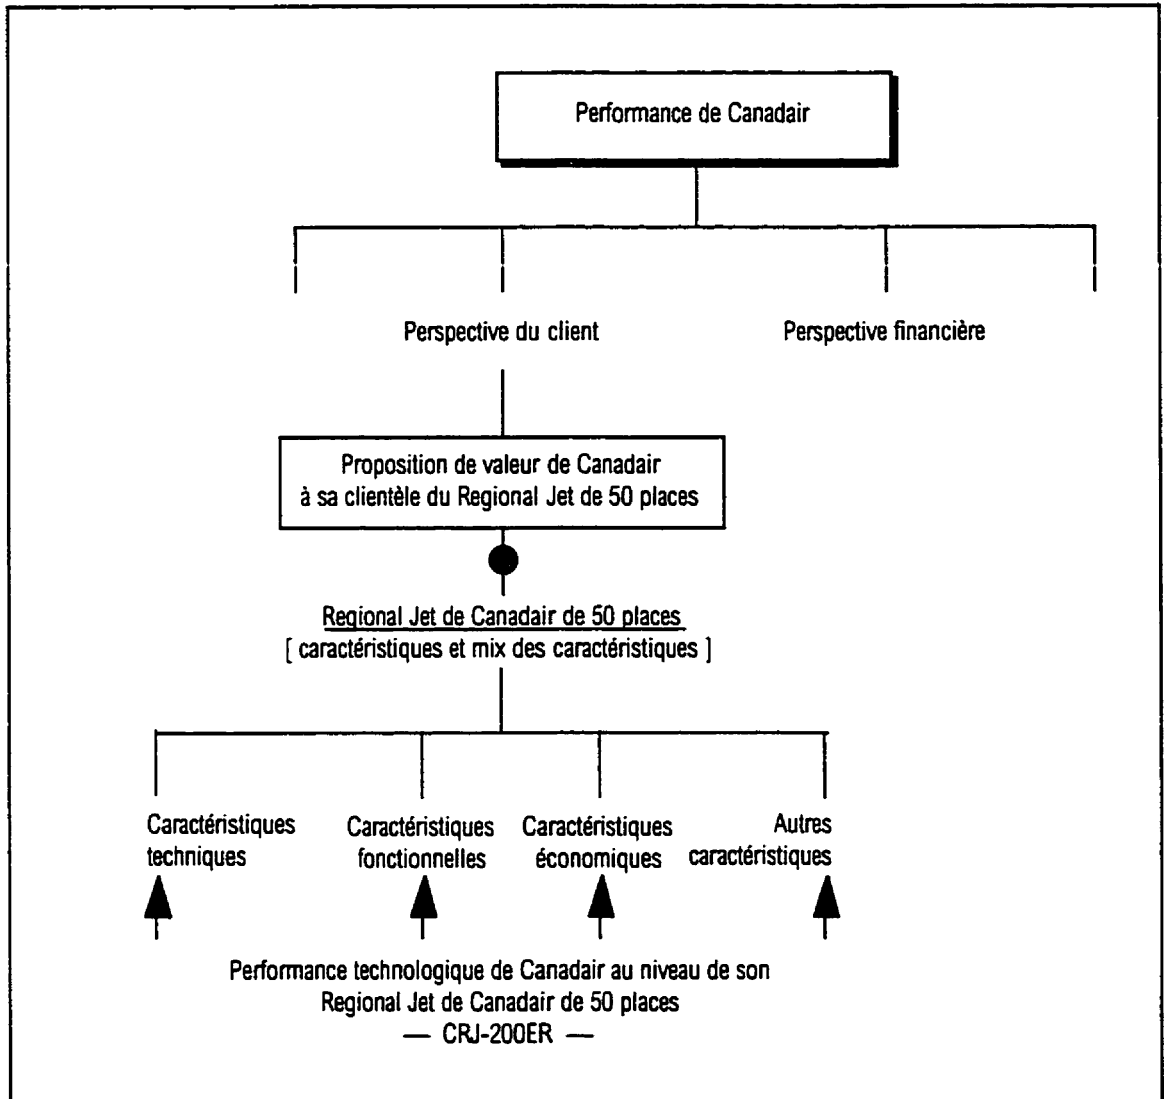 Performance de Canadair
Perspective du client
Perspective financière
Proposition de valeur de Canadair
à sa clientèle du Regional Jet de 50 places
Regional Jet de Canadair de 50 places
[ caractéristiques et mix des caractéristiques ]
Caractéristiques
techniques
Caractéristiques
fonctionnelles
Caractéristiques
économiques
Autres
caractéristiques
Performance technologique de Canadair au niveau de son
Regional Jet de Canadair de 50 places
— CRJ-200ER —